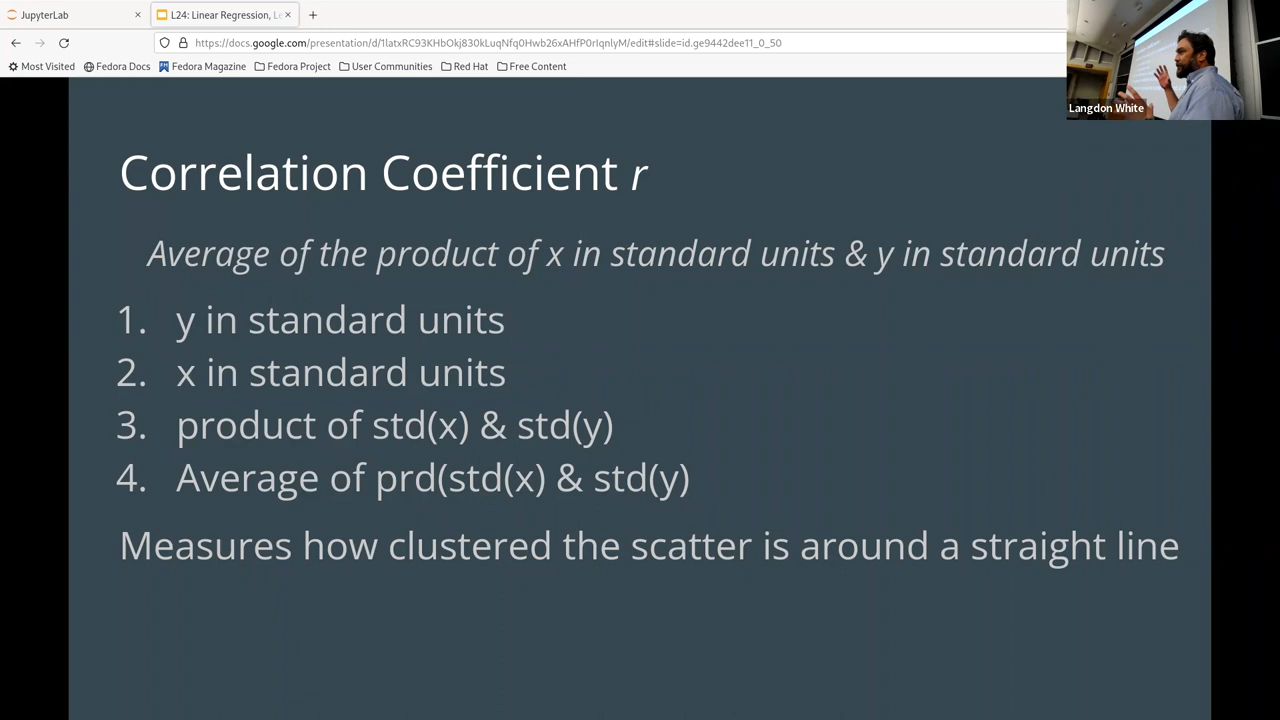 JupyterLab
L24: Linear Regression, Le
https://docs.google.com/presentation/d/1latxRC93KHbOkj830kLuqNfq0Hwb26xAHfP0rIqnlyM/edit#slide=id.ge9442dee11_0_50
Most Visited Fedora Docs Fedora Magazine Fedora Project User Communities Red Hat Free Content
Langdon White
Correlation Coefficient r
Average of the product of x in standard units & y in standard units
1. y in standard units
2. x in standard units
3. product of std(x) & std(y)
4. Average of prd(std(x) & std(y)
Measures how clustered the scatter is around a straight line